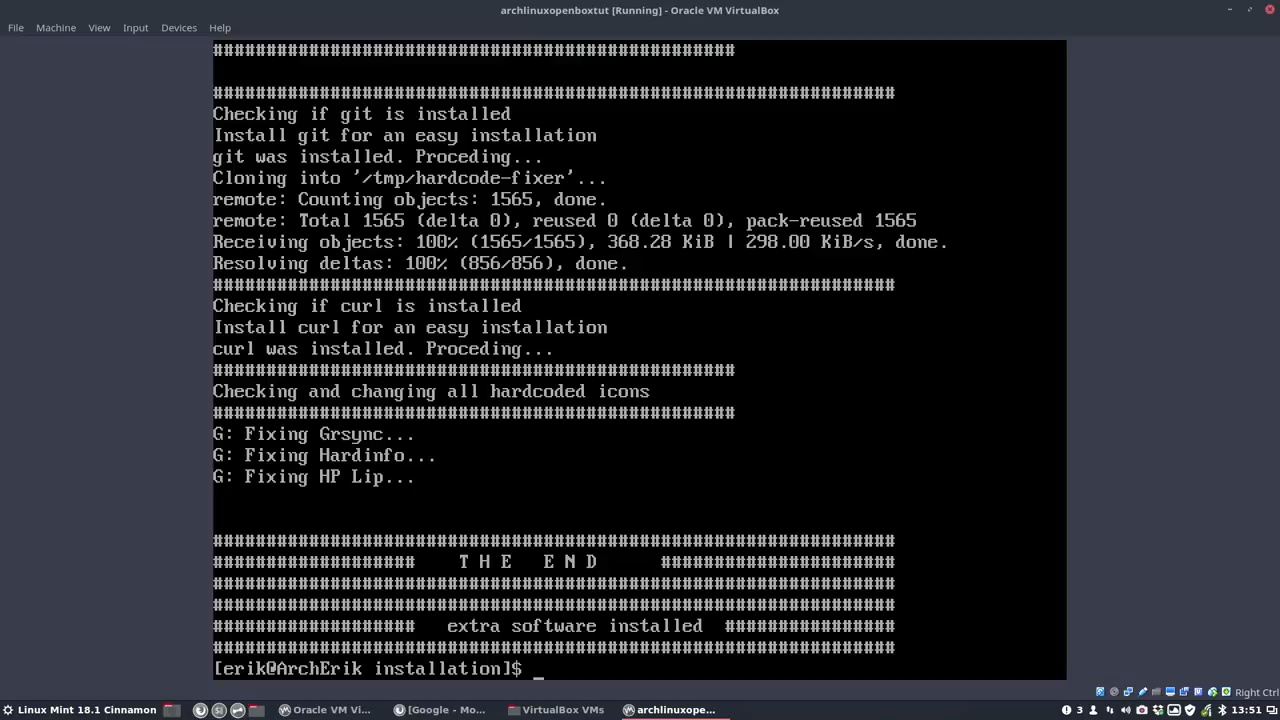 archlinuxopenboxtut [Running] - Oracle VM VirtualBox
File Machine View Input Devices Help
#################################################
################################################################
Checking if git is installed
Install git for an easy installation
git was installed. Proceding...
Cloning into '/tmp/hardcode-fixer'...
remote: Counting objects: 1565, done.
remote: Total 1565 (delta 0), reused 0 (delta 0), pack-reused 1565
Receiving objects: 100% (1565/1565), 368.28 KiB | 298.00 KiB/s, done.
Resolving deltas: 100% (856/856), done.
################################################################
Checking if curl is installed
Install curl for an easy installation
curl was installed. Proceding...
#################################################
Checking and changing all hardcoded icons
#################################################
G: Fixing Grsync...
G: Fixing Hardinfo...
G: Fixing HP Lip...
################################################################
################### T H E E N D ######################
################################################################
################################################################
################### extra software installed ################
################################################################
[erik@ArchErik installation]$ _
Right Ctrl
Linux Mint 18.1 Cinnamon Oracle VM Vi... [Google - Mo... VirtualBox VMs archlinuxope... 3 13:51